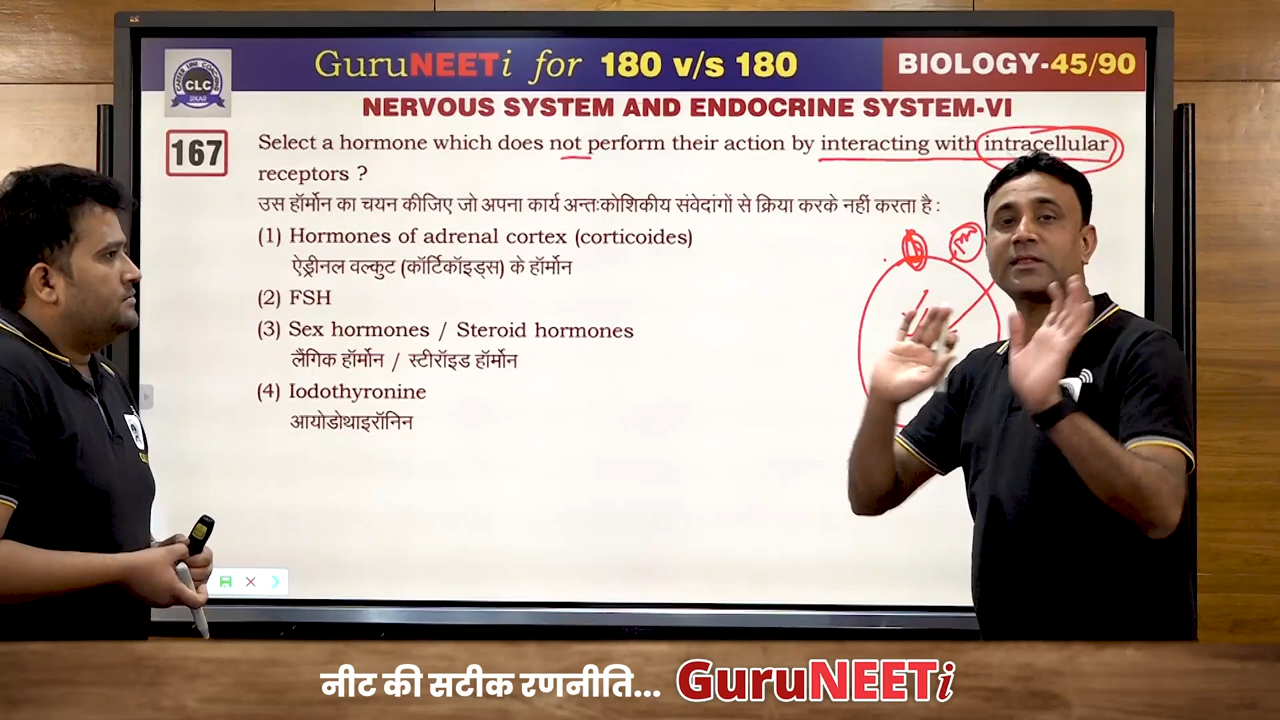 GuruNEETi for 180 v/s 180
BIOLOGY-45/90
CLC
SIKAR
NERVOUS SYSTEM AND ENDOCRINE SYSTEM-VI
167
Select a hormone which does not perform their action by interacting with intracellular
receptors ?
उस हॉर्मोन का चयन कीजिए जो अपना कार्य अन्तःकोशिकीय संवेदांगों से क्रिया करके नहीं करता है :
(1) Hormones of adrenal cortex (corticoides)
ऐड्रीनल वल्कुट (कॉर्टिकॉइड्स) के हॉर्मोन
(2) FSH
(3) Sex hormones / Steroid hormones
लैंगिक हॉर्मोन / स्टीरॉइड हॉर्मोन
(4) Iodothyronine
आयोडोथाइरॉनिन
नीट की सटीक रणनीति... GuruNEETi